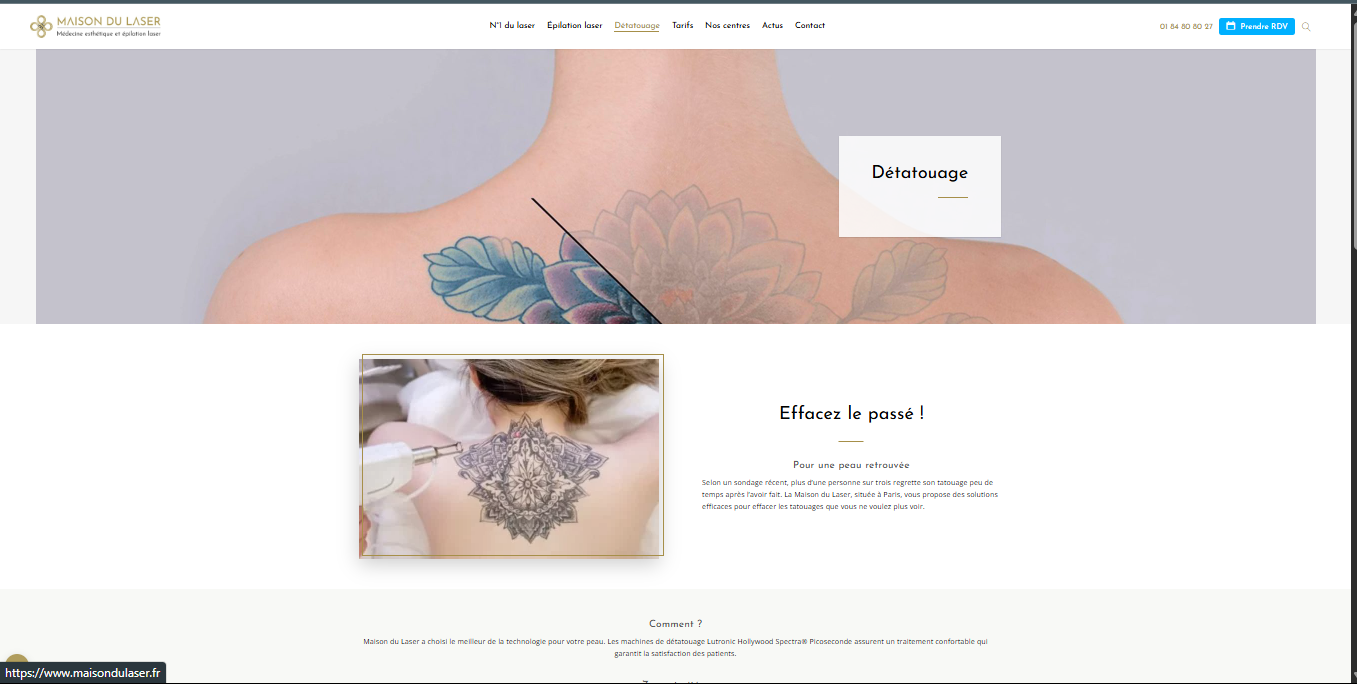 MAISON DU LASER
Médecine esthétique et épilation laser
N°1 du laser
Épilation laser
Détatouage
Tarifs
Nos centres
Actus
Contact
01 84 80 80 27
Prendre RDV
Détatouage
Effacez le passé !
Pour une peau retrouvée
Selon un sondage récent, plus d'une personne sur trois regrette son tatouage peu de
temps après l'avoir fait. La Maison du Laser, située à Paris, vous propose des solutions
efficaces pour effacer les tatouages que vous ne voulez plus voir.
Comment ?
Maison du Laser a choisi le meilleur de la technologie pour votre peau. Les machines de détatouage Lutronic Hollywood Spectra® Picoseconde assurent un traitement confortable qui
garantit la satisfaction des patients.
https://www.maisondulaser.fr